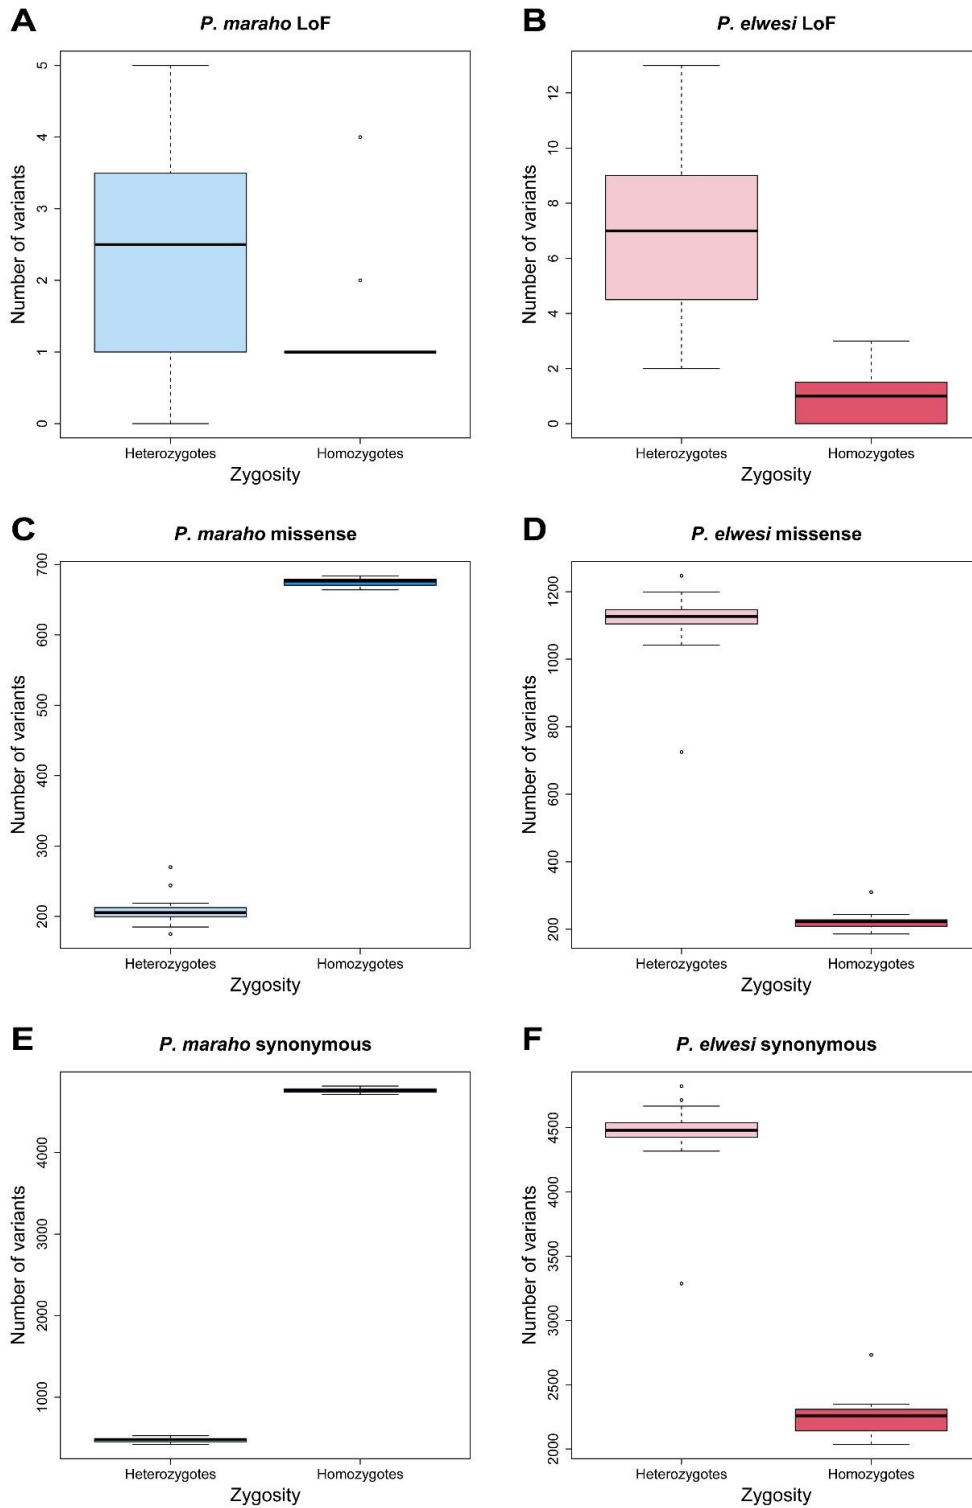 A
P. maraho LoF
Number of variants
5
4
3
2
1
0
Heterozygotes Homozygotes
Zygosity
B
P. elwesi LoF
Number of variants
12
10
8
6
4
2
0
Heterozygotes Homozygotes
Zygosity
C
P. maraho missense
Number of variants
700
600
500
400
300
200
Heterozygotes Homozygotes
Zygosity
D
P. elwesi missense
Number of variants
1200
1000
800
600
400
200
Heterozygotes Homozygotes
Zygosity
E
P. maraho synonymous
Number of variants
4000
3000
2000
1000
Heterozygotes Homozygotes
Zygosity
F
P. elwesi synonymous
Number of variants
4500
4000
3500
3000
2500
2000
Heterozygotes Homozygotes
Zygosity